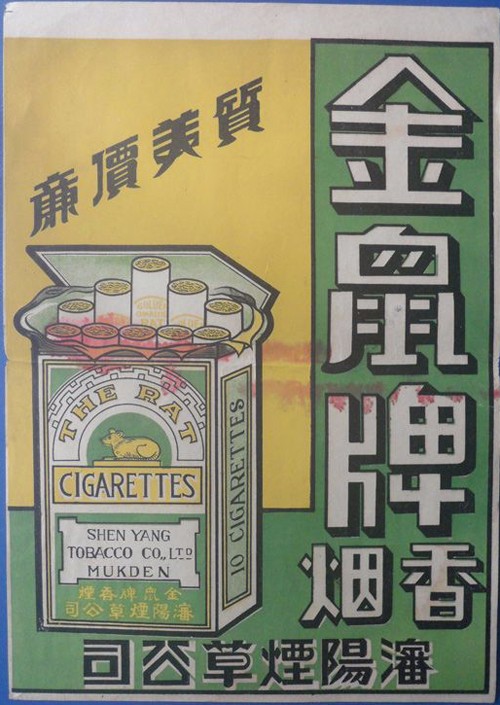 金鼠牌
香烟
質美價廉
THE RAT
CIGARETTES
SHEN YANG
TOBACCO CO., LTD
MUKDEN
金鼠牌香煙
瀋陽煙草公司
10 CIGARETTES
瀋陽煙草公司